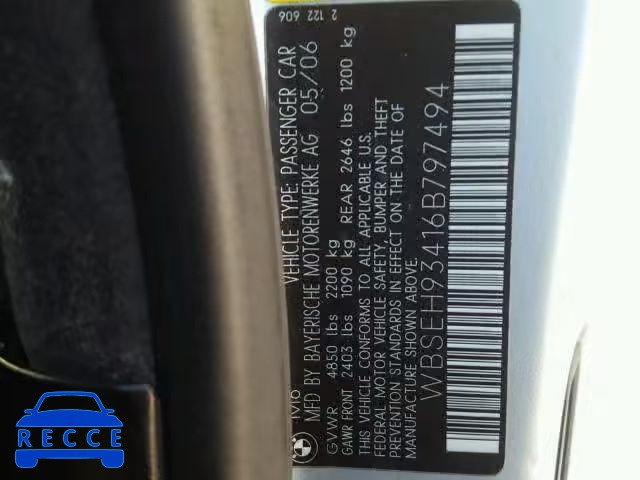 2 122 606
VEHICLE TYPE: PASSENGER CAR
MFD BY BAYERISCHE MOTORENWERKE AG 05/06
GVWR 4850 lbs 2200 kg
GAWR FRONT 2403 lbs 1090 kg REAR 2646 lbs 1200 kg
THIS VEHICLE CONFORMS TO ALL APPLICABLE U.S.
FEDERAL MOTOR VEHICLE SAFETY, BUMPER AND THEFT
PREVENTION STANDARDS IN EFFECT ON THE DATE OF
MANUFACTURE SHOWN ABOVE.
WBSEH93416B797494
RECCE